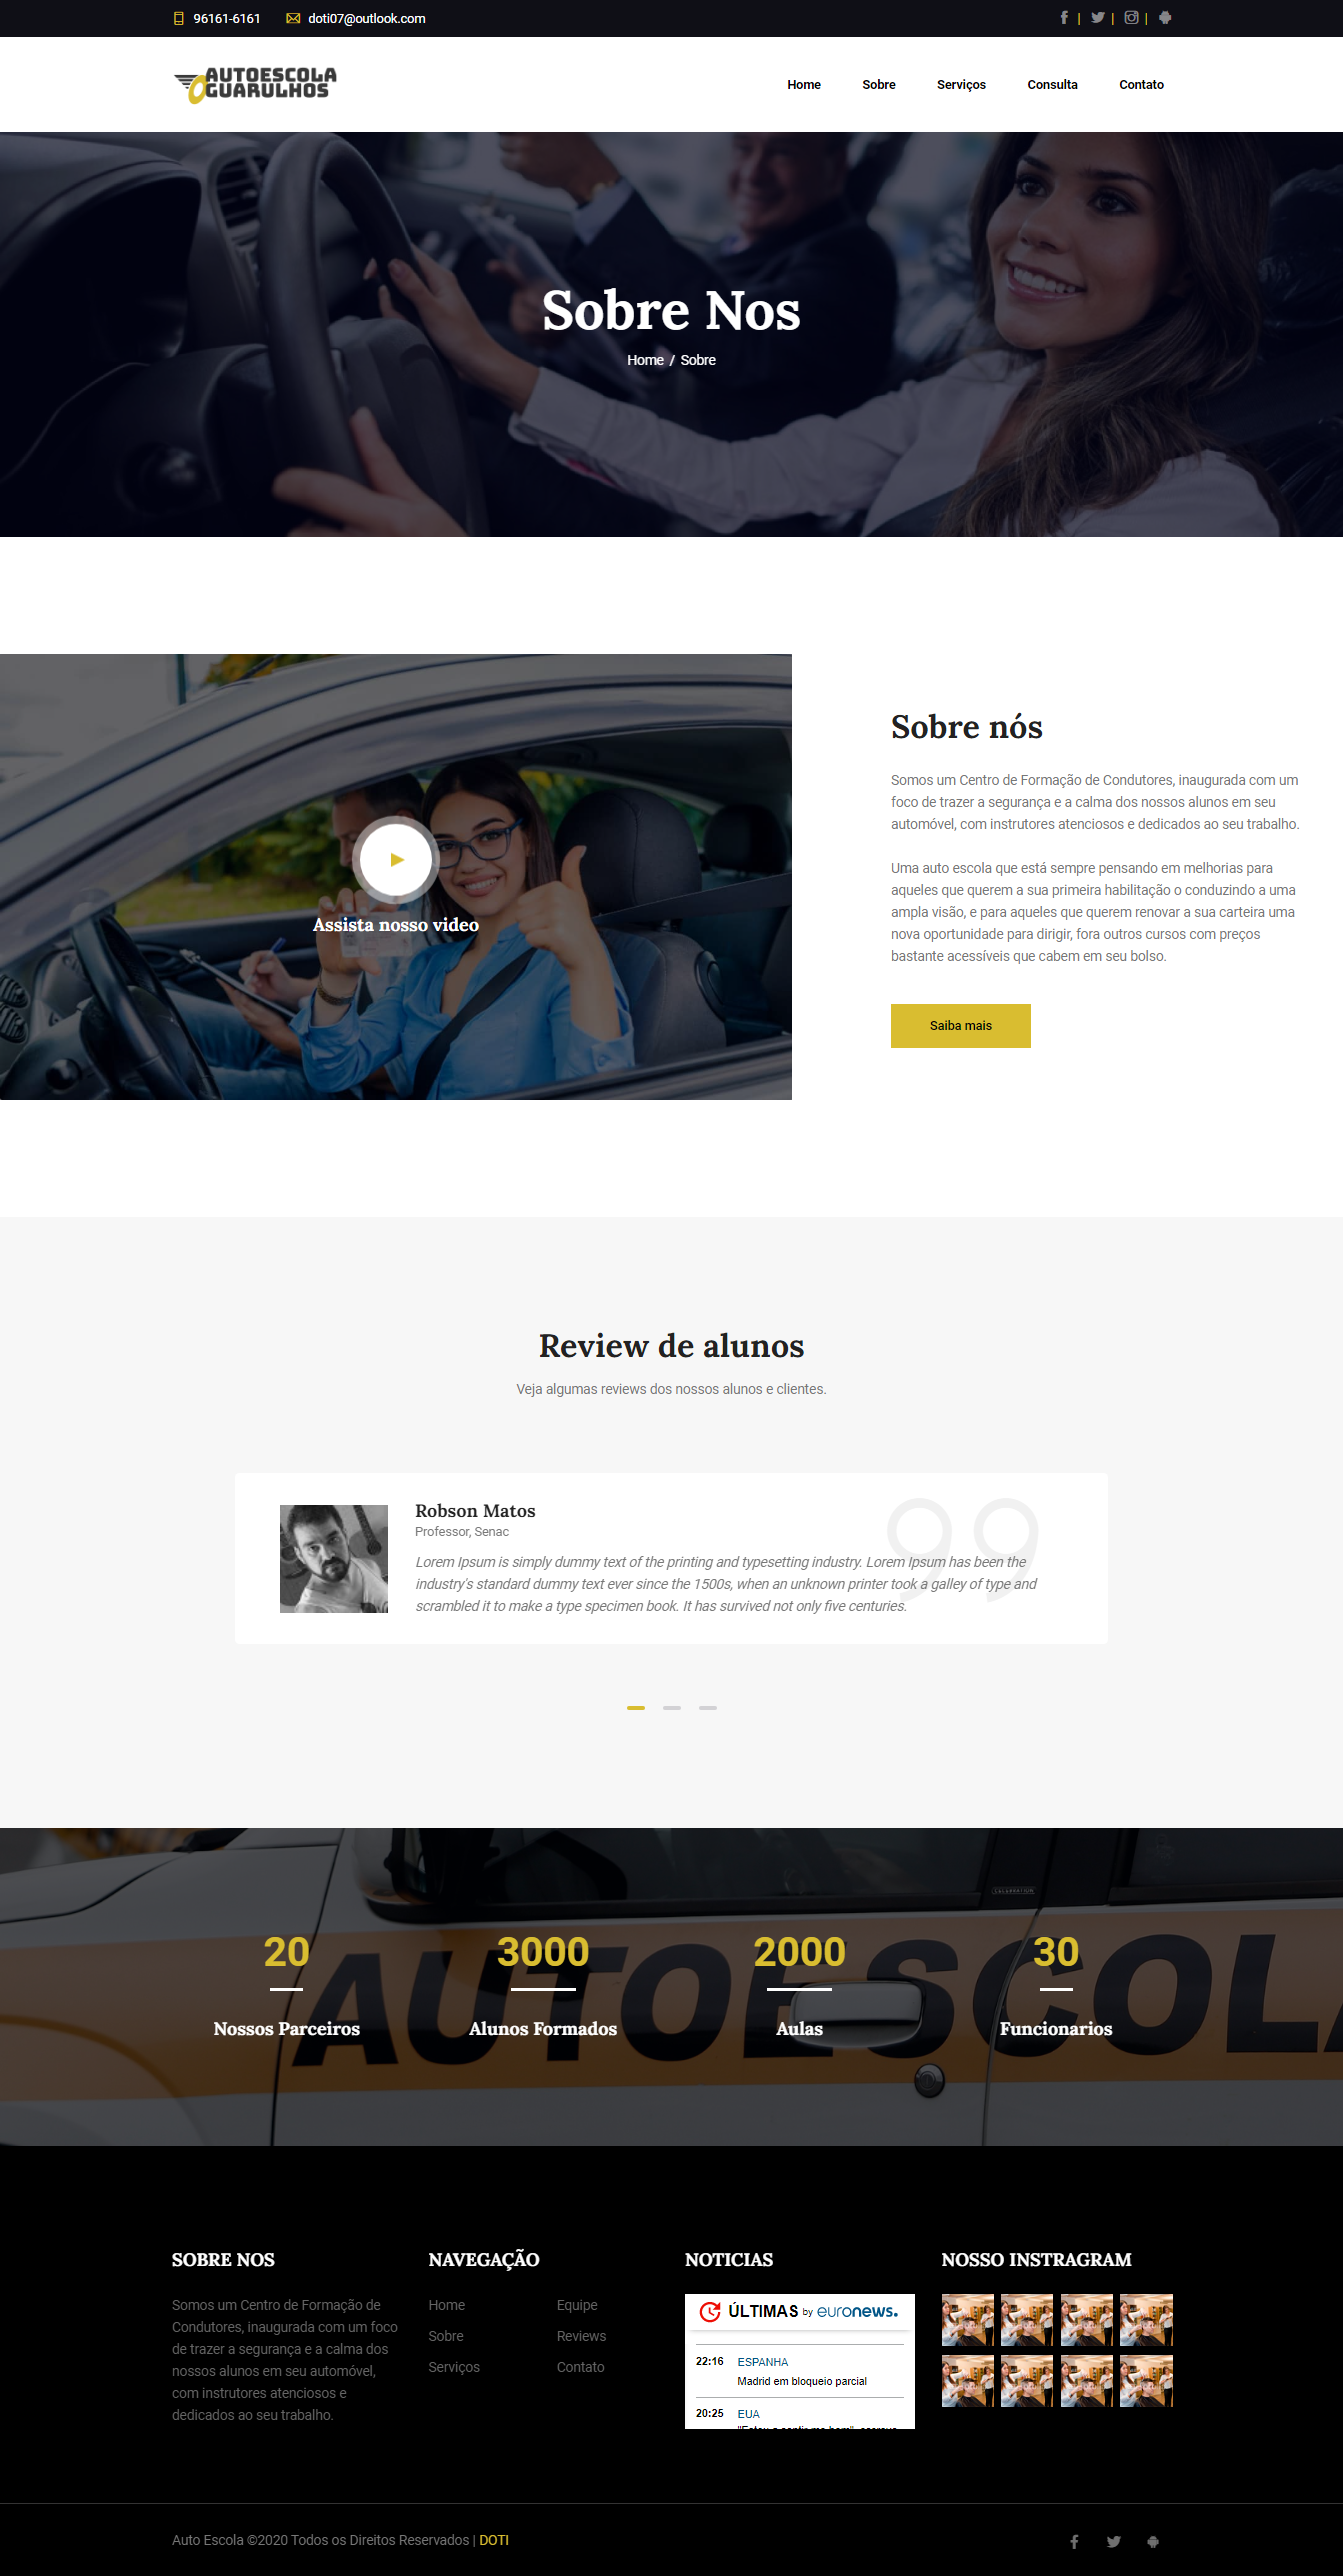 96161-6161
doti07@outlook.com
AUTOESCOLA
GUARULHOS
Home
Sobre
Serviços
Consulta
Contato
Sobre Nos
Home / Sobre
Assista nosso video
Sobre nós
Somos um Centro de Formação de Condutores, inaugurada com um
foco de trazer a segurança e a calma dos nossos alunos em seu
automóvel, com instrutores atenciosos e dedicados ao seu trabalho.
Uma auto escola que está sempre pensando em melhorias para
aqueles que querem a sua primeira habilitação o conduzindo a uma
ampla visão, e para aqueles que querem renovar a sua carteira uma
nova oportunidade para dirigir, fora outros cursos com preços
bastante acessíveis que cabem em seu bolso.
Saiba mais
Review de alunos
Veja algumas reviews dos nossos alunos e clientes.
Robson Matos
Professor, Senac
Lorem Ipsum is simply dummy text of the printing and typesetting industry. Lorem Ipsum has been the
industry's standard dummy text ever since the 1500s, when an unknown printer took a galley of type and
scrambled it to make a type specimen book. It has survived not only five centuries.
CELEBRATION
AUTOESCOLA
20
3000
2000
30
Nossos Parceiros
Alunos Formados
Aulas
Funcionarios
SOBRE NOS
Somos um Centro de Formação de
Condutores, inaugurada com um foco
de trazer a segurança e a calma dos
nossos alunos em seu automóvel,
com instrutores atenciosos e
dedicados ao seu trabalho.
NAVEGAÇÃO
Home
Sobre
Serviços
Equipe
Reviews
Contato
NOTICIAS
ÚLTIMAS by euronews.
22:16 ESPANHA
Madrid em bloqueio parcial
20:25 EUA
NOSSO INSTRAGRAM
Auto Escola ©2020 Todos os Direitos Reservados | DOTI